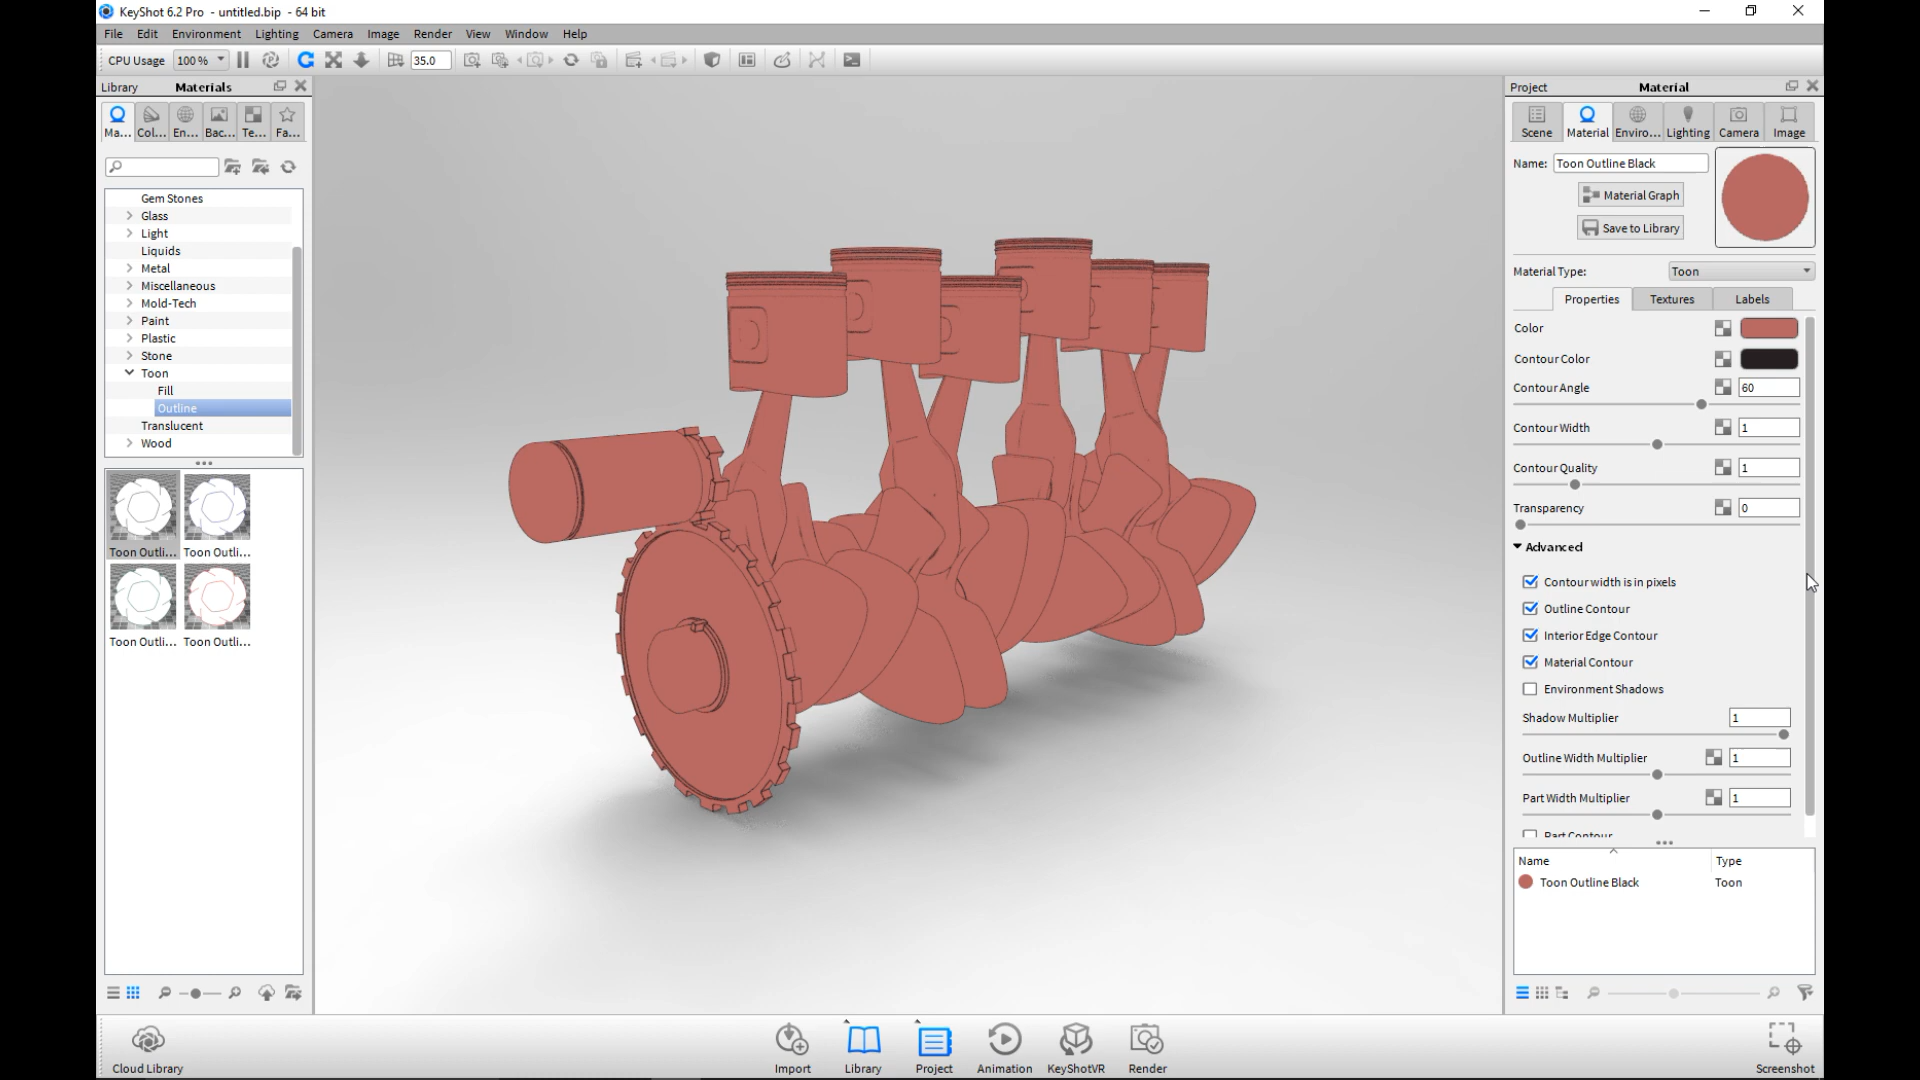 KeyShot 6.2 Pro - untitled.bip - 64 bit
File Edit Environment Lighting Camera Image Render View Window Help
CPU Usage 100 % 35.0
Library Materials
Ma... Col... En... Bac... Te... Fa...
Gem Stones
Glass
Light
Liquids
Metal
Miscellaneous
Mold-Tech
Paint
Plastic
Stone
Toon
Fill
Outline
Translucent
Wood
Toon Outli... Toon Outli...
Toon Outli... Toon Outli...
Project Material
Scene Material Enviro... Lighting Camera Image
Name: Toon Outline Black
Material Graph
Save to Library
Material Type: Toon
Properties Textures Labels
Color
Contour Color
Contour Angle 60
Contour Width 1
Contour Quality 1
Transparency 0
Advanced
Contour width is in pixels
Outline Contour
Interior Edge Contour
Material Contour
Environment Shadows
Shadow Multiplier 1
Outline Width Multiplier 1
Part Width Multiplier 1
Part Contour
Name Type
Toon Outline Black Toon
Cloud Library Import Library Project Animation KeyShotVR Render Screenshot